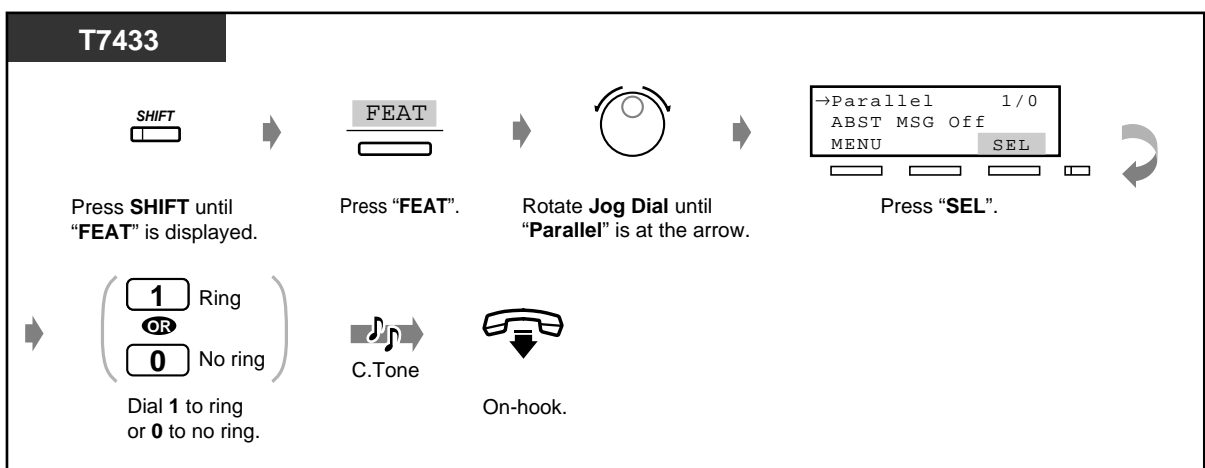 T7433
SHIFT
FEAT
→Parallel 1/0
ABST MSG Off
MENU SEL
Press SHIFT until
“FEAT” is displayed.
Press “FEAT”.
Rotate Jog Dial until
“Parallel” is at the arrow.
Press “SEL”.
1 Ring
OR
0 No ring
Dial 1 to ring
or 0 to no ring.
C.Tone
On-hook.